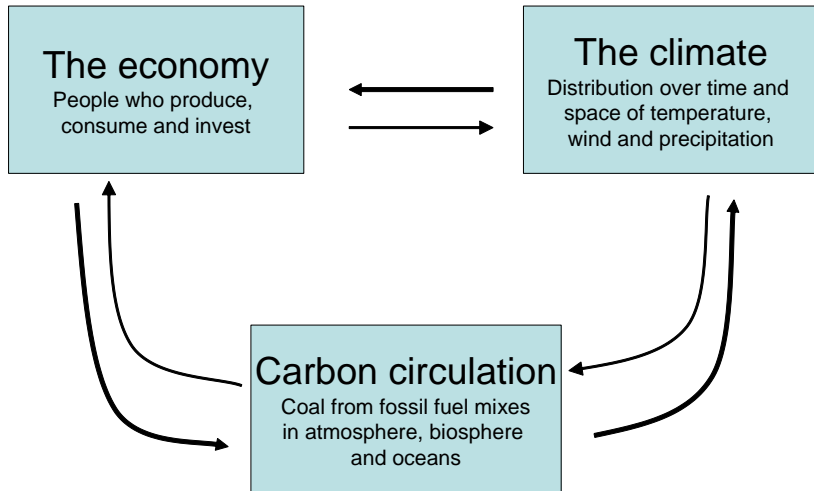 The economy
People who produce,
consume and invest
The climate
Distribution over time and
space of temperature,
wind and precipitation
Carbon circulation
Coal from fossil fuel mixes
in atmosphere, biosphere
and oceans